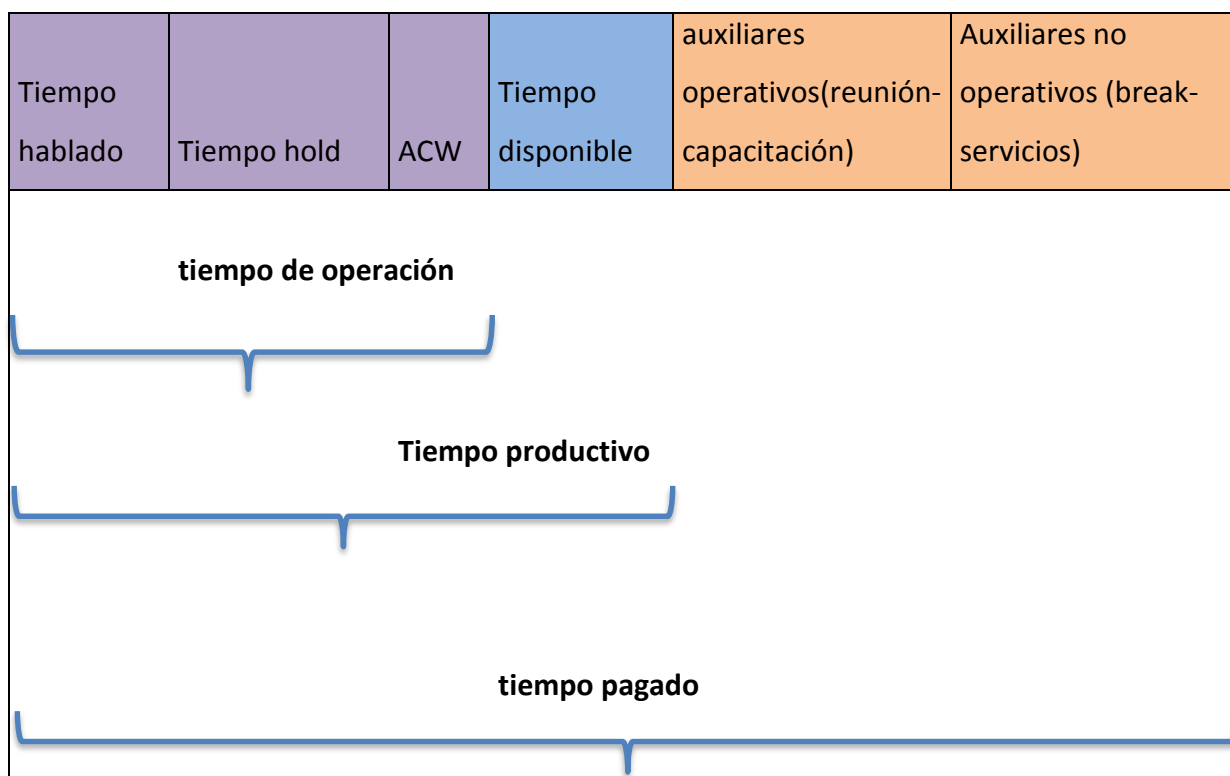 Tiempo
hablado
Tiempo hold
ACW
Tiempo
disponible
auxiliares
operativos(reunión-
capacitación)
Auxiliares no
operativos (break-
servicios)
tiempo de operación
Tiempo productivo
tiempo pagado